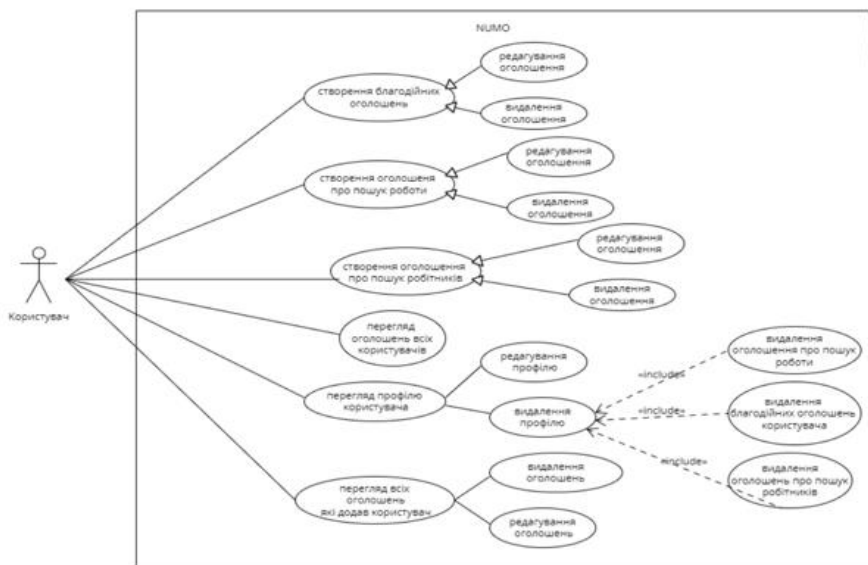 NUMO
редагування
оголошення
створення благодійних
оголошень
видалення
оголошення
редагування
оголошення
створення оголошеня
про пошук роботи
видалення
оголошення
редагування
оголошення
створення оголошення
про пошук робітників
видалення
оголошення
Користувач
перегляд
оголошень всіх
користувачів
редагування
профілю
перегляд профілю
користувача
видалення
профілю
видалення
оголошення про пошук
роботи
«include»
видалення
благодійних оголошень
користувача
«include»
видалення
оголошень про пошук
робітників
«include»
видалення
оголошень
перегляд всіх
оголошень
які додав користувач
редагування
оголошень